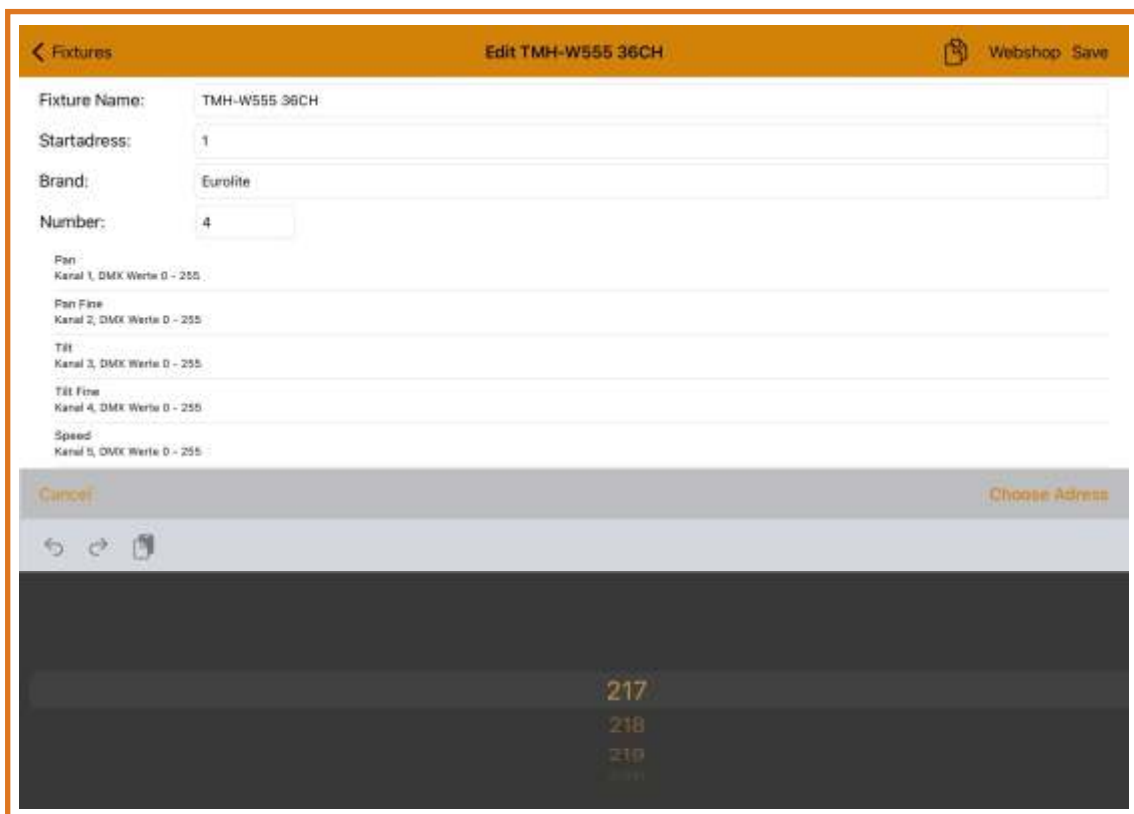 Fixtures Edit TMH-W555 36CH Webshop Save
Fixture Name: TMH-W555 36CH
Startadress: 1
Brand: Eurolite
Number: 4
Pan
Kanal 1, DMX Werte 0 - 255
Pan Fine
Kanal 2, DMX Werte 0 - 255
Tilt
Kanal 3, DMX Werte 0 - 255
Tilt Fine
Kanal 4, DMX Werte 0 - 255
Speed
Kanal 5, DMX Werte 0 - 255
Cancel Choose Adress
217
218
219